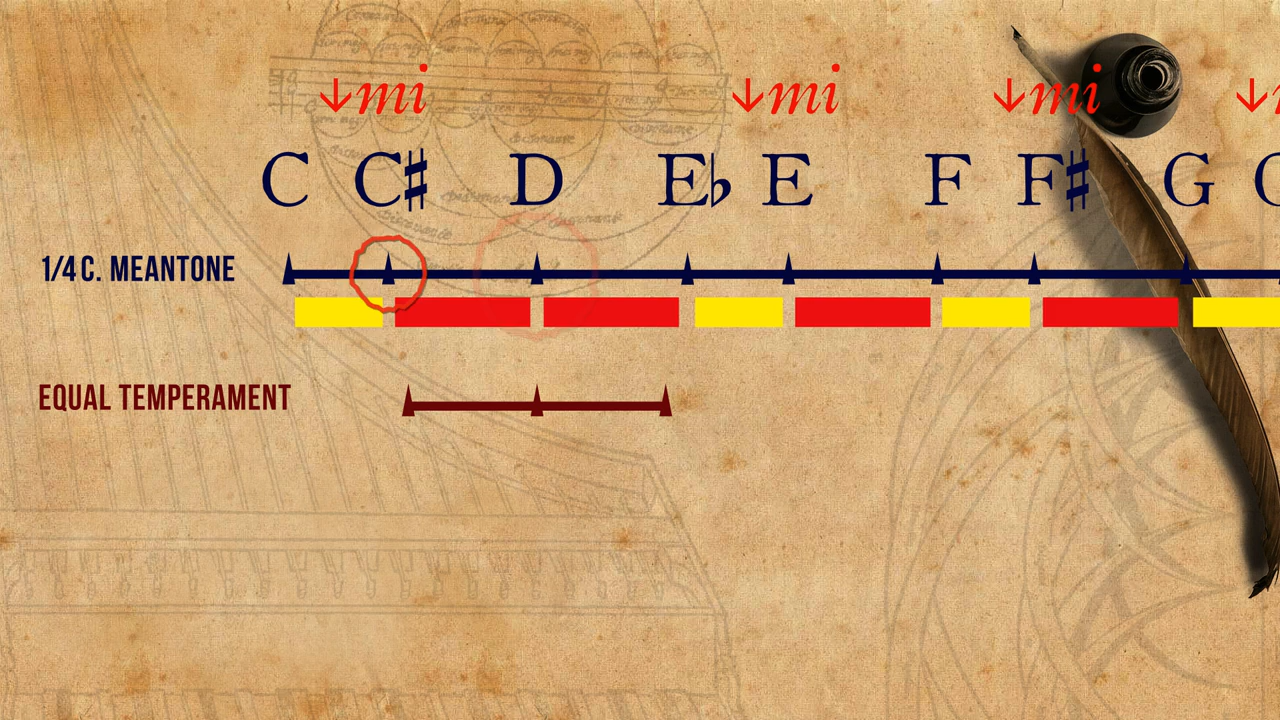 ↓mi ↓mi ↓mi
C C♯ D E♭ E F F♯ G
1/4 C. MEANTONE
EQUAL TEMPERAMENT